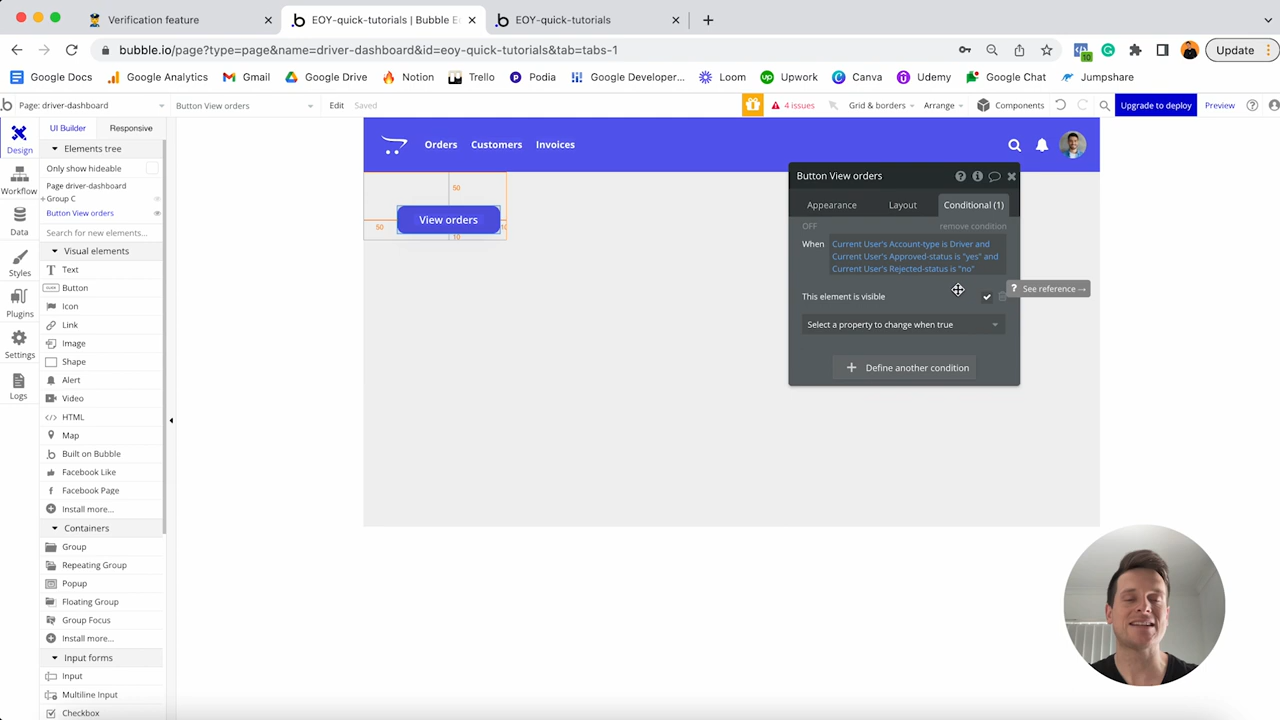 Verification feature
EOY-quick-tutorials | Bubble E
EOY-quick-tutorials
bubble.io/page?type=page&name=driver-dashboard&id=eoy-quick-tutorials&tab=tabs-1
10
Update
Google Docs
Google Analytics
Gmail
Google Drive
Notion
Trello
Podia
Google Developer...
Loom
Upwork
Canva
Udemy
Google Chat
Jumpshare
Page: driver-dashboard
Button View orders
Edit
Saved
4 issues
Grid & borders
Arrange
Components
Upgrade to deploy
Preview
Design
Workflow
Data
Styles
Plugins
Settings
Logs
UI Builder
Responsive
Elements tree
Only show hideable
Page driver-dashboard
Group C
Button View orders
Search for new elements...
Visual elements
Text
Button
Icon
Link
Image
Shape
Alert
Video
HTML
Map
Built on Bubble
Facebook Like
Facebook Page
Install more...
Containers
Group
Repeating Group
Popup
Floating Group
Group Focus
Install more...
Input forms
Input
Multiline Input
Checkbox
Orders
Customers
Invoices
50
View orders
50
10
Button View orders
Appearance
Layout
Conditional (1)
OFF
remove condition
When
Current User's Account-type is Driver and
Current User's Approved-status is "yes" and
Current User's Rejected-status is "no"
See reference →
This element is visible
Select a property to change when true
Define another condition